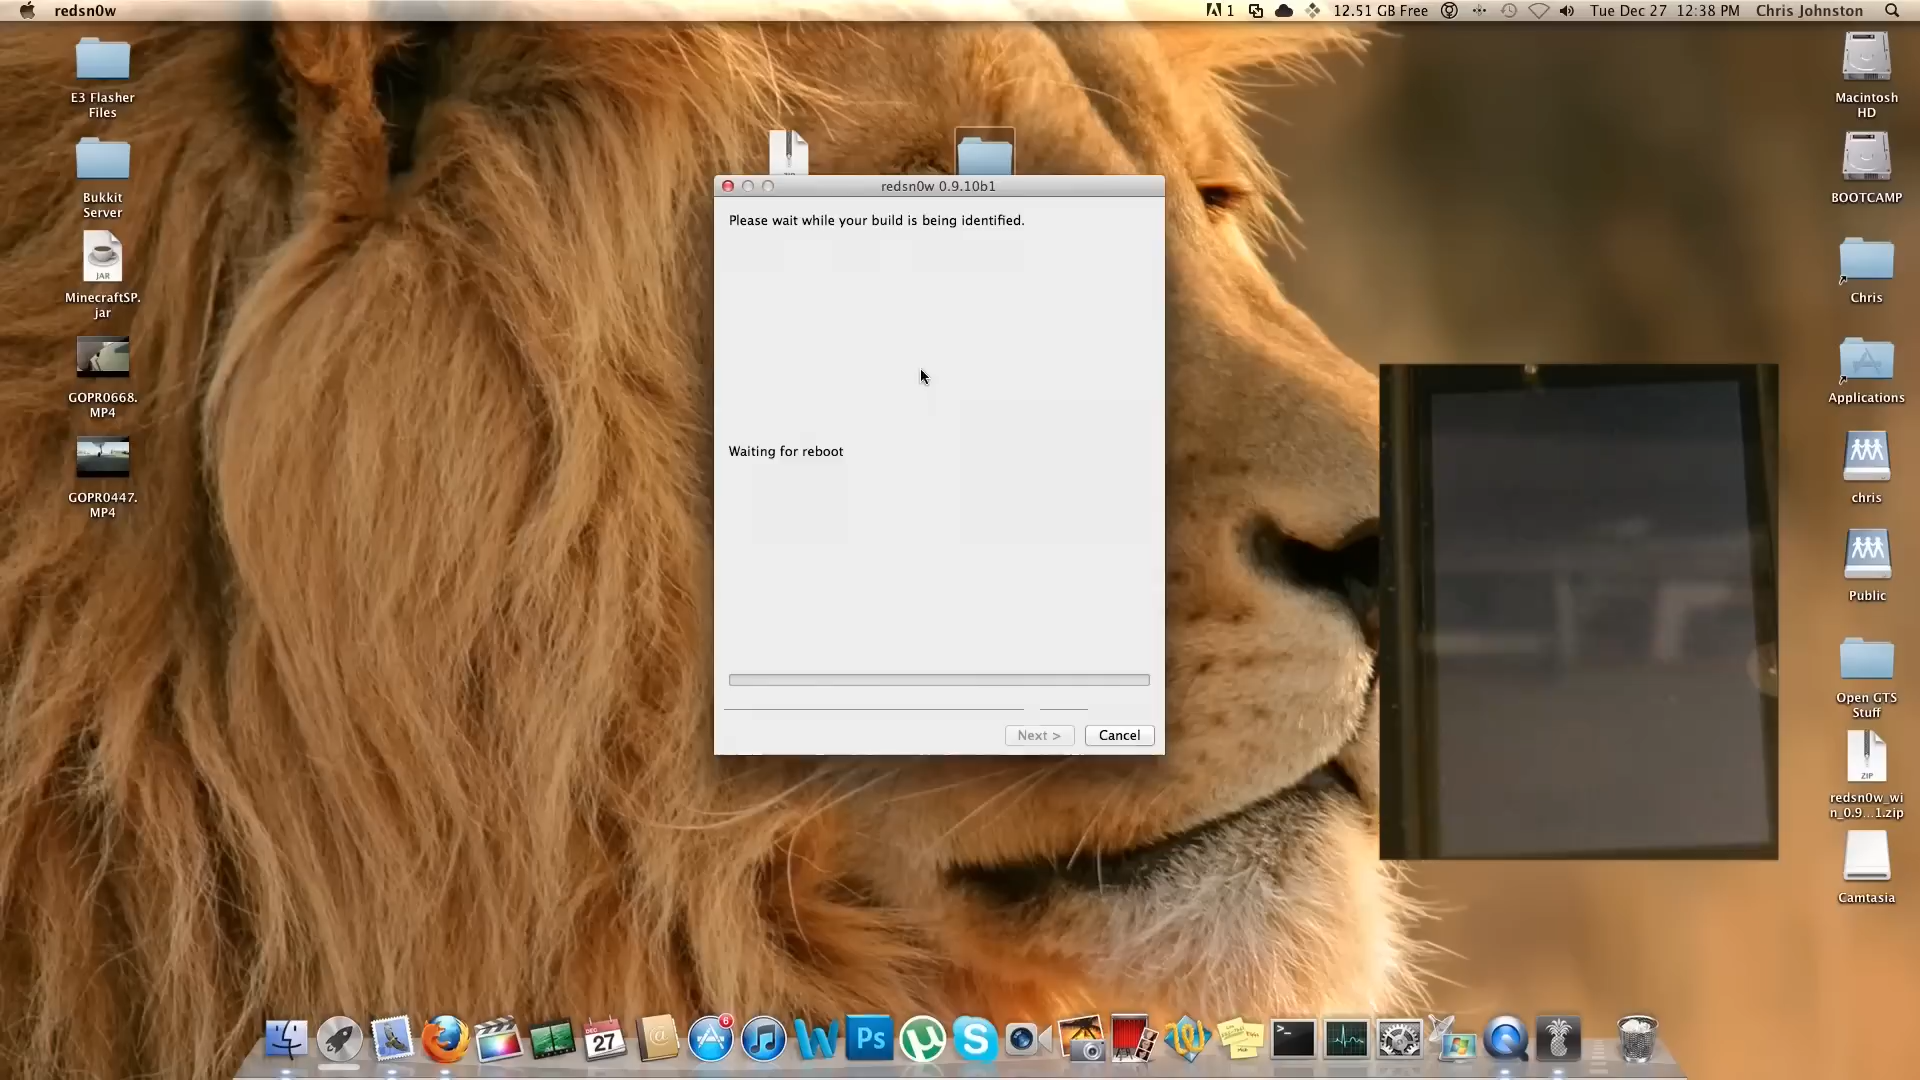 redsn0w
1
12.51 GB Free
Tue Dec 27 12:38 PM
Chris Johnston
E3 Flasher
Files
Bukkit
Server
JAR
MinecraftSP.
jar
GOPR0668.
MP4
GOPR0447.
MP4
redsn0w 0.9.10b1
Please wait while your build is being identified.
Waiting for reboot
Next >
Cancel
Macintosh
HD
BOOTCAMP
Chris
Applications
chris
Public
Open GTS
Stuff
ZIP
redsn0w_wi
n_0.9...1.zip
Camtasia
DEC
27
6
Ps